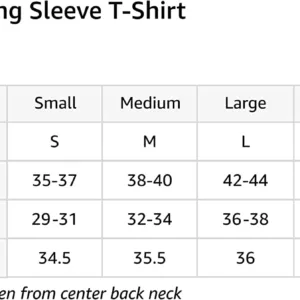 ng Sleeve T-Shirt
Small Medium Large
S M L
35-37 38-40 42-44
29-31 32-34 36-38
34.5 35.5 36
en from center back neck